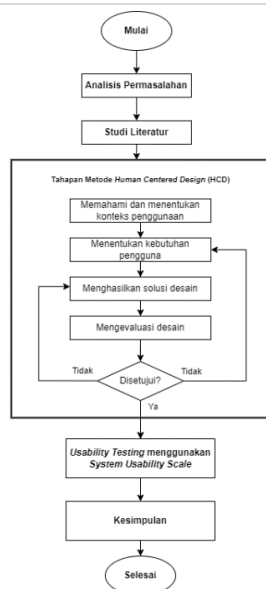 Mulai
Analisis Permasalahan
Studi Literatur
Tahapan Metode Human Centered Design (HCD)
Memahami dan menentukan
konteks penggunaan
Menentukan kebutuhan
pengguna
Menghasilkan solusi desain
Mengevaluasi desain
Tidak
Disetujui?
Tidak
Ya
Usability Testing menggunakan
System Usability Scale
Kesimpulan
Selesai